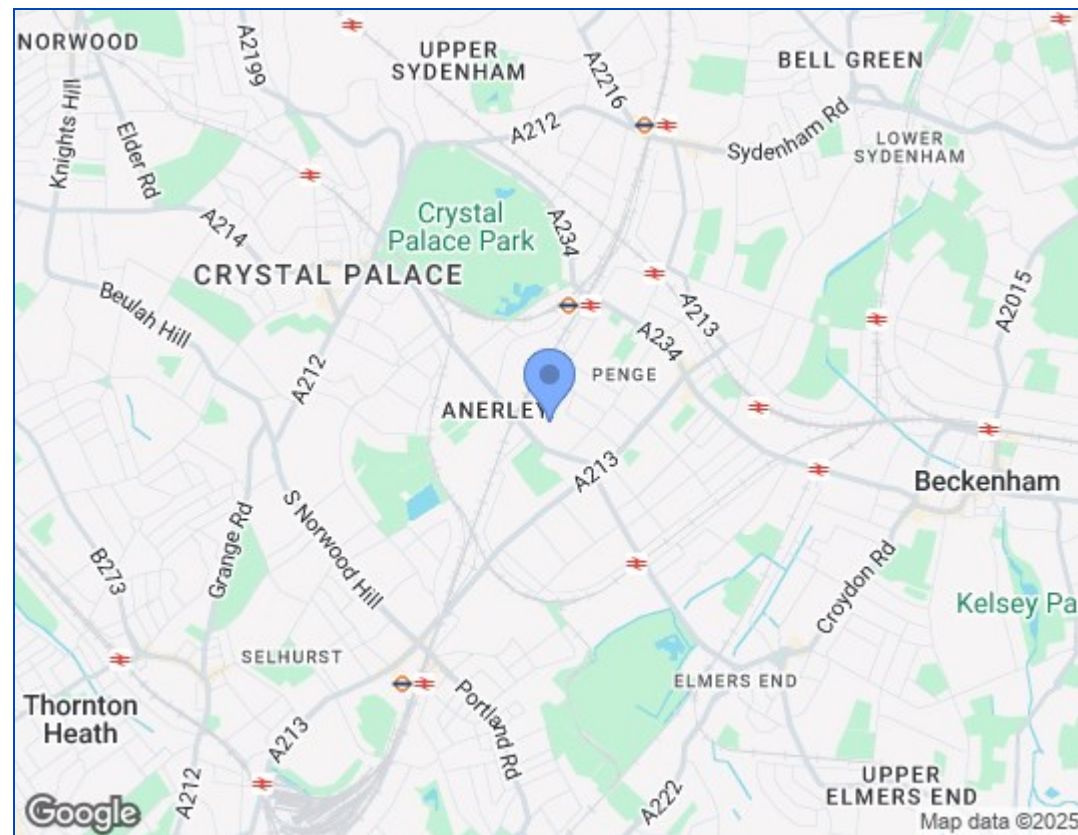 NORWOOD
A2199
UPPER
SYDENHAM
A2216
BELL GREEN
Knights Hill
Elder Rd
A212
Sydenham Rd
LOWER
SYDENHAM
A214
Crystal
Palace Park
A234
CRYSTAL PALACE
Beulah Hill
A213
A2015
A234
A212
PENGE
ANERLEY
A213
Beckenham
S Norwood Hill
Grange Rd
B273
Croydon Rd
Kelsey Pa
SELHURST
ELMERS END
Portland Rd
Thornton
Heath
A213
A212
A222
UPPER
ELMERS END
Google
Map data ©2025